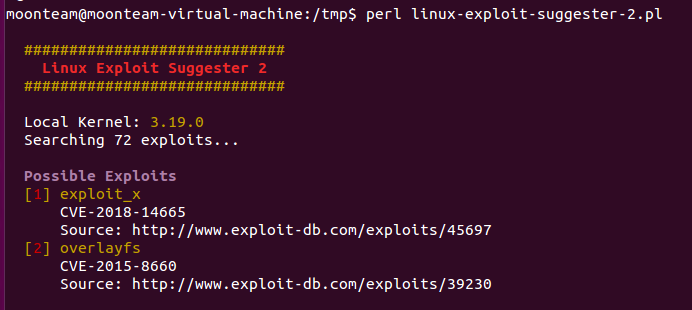 moonteam@moonteam-virtual-machine:/tmp$ perl linux-exploit-suggester-2.pl
#############################
Linux Exploit Suggester 2
#############################
Local Kernel: 3.19.0
Searching 72 exploits...
Possible Exploits
[1] exploit_x
CVE-2018-14665
Source: http://www.exploit-db.com/exploits/45697
[2] overlayfs
CVE-2015-8660
Source: http://www.exploit-db.com/exploits/39230